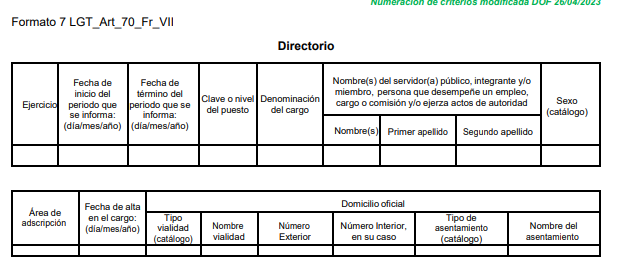 Numeración de criterios modificada DOF 26/04/2023
Formato 7 LGT_Art_70_Fr_VII
Directorio
Ejercicio
Fecha de inicio del periodo que se informa: (día/mes/año)
Fecha de término del periodo que se informa: (día/mes/año)
Clave o nivel del puesto
Denominación del cargo
Nombre(s) del servidor(a) público, integrante y/o miembro, persona que desempeñe un empleo, cargo o comisión y/o ejerza actos de autoridad
Nombre(s)
Primer apellido
Segundo apellido
Sexo (catálogo)
Área de adscripción
Fecha de alta en el cargo: (día/mes/año)
Domicilio oficial
Tipo vialidad (catálogo)
Nombre vialidad
Número Exterior
Número Interior, en su caso
Tipo de asentamiento (catálogo)
Nombre del asentamiento